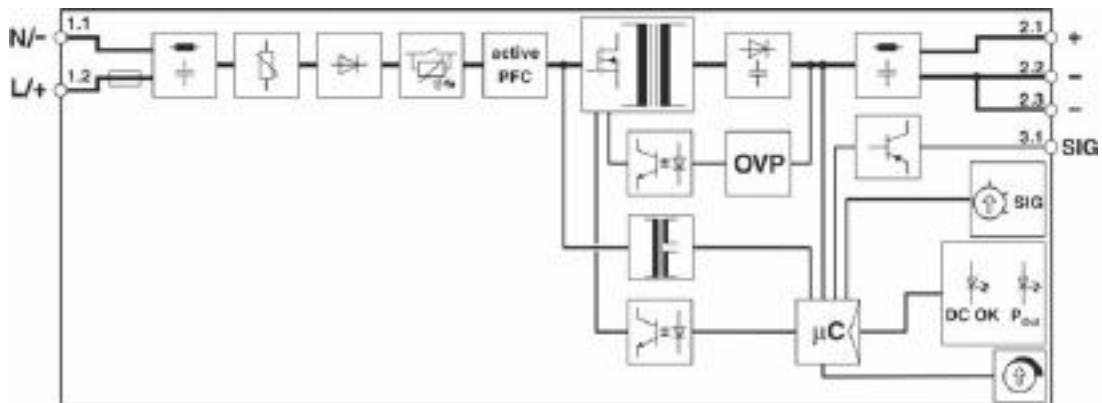 N/-
1.1
L/+
1.2
active
PFC
2.1
+
2.2
-
2.3
-
3.1
SIG
OVP
SIG
DC OK
P Out
µC